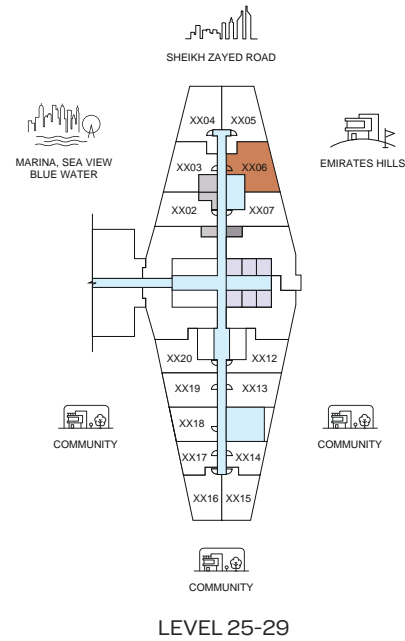 SHEIKH ZAYED ROAD
MARINA, SEA VIEW
BLUE WATER
EMIRATES HILLS
XX04 XX05
XX03 XX06
XX02 XX07
XX20 XX12
XX19 XX13
XX18
XX17 XX14
XX16 XX15
COMMUNITY COMMUNITY
COMMUNITY
LEVEL 25-29